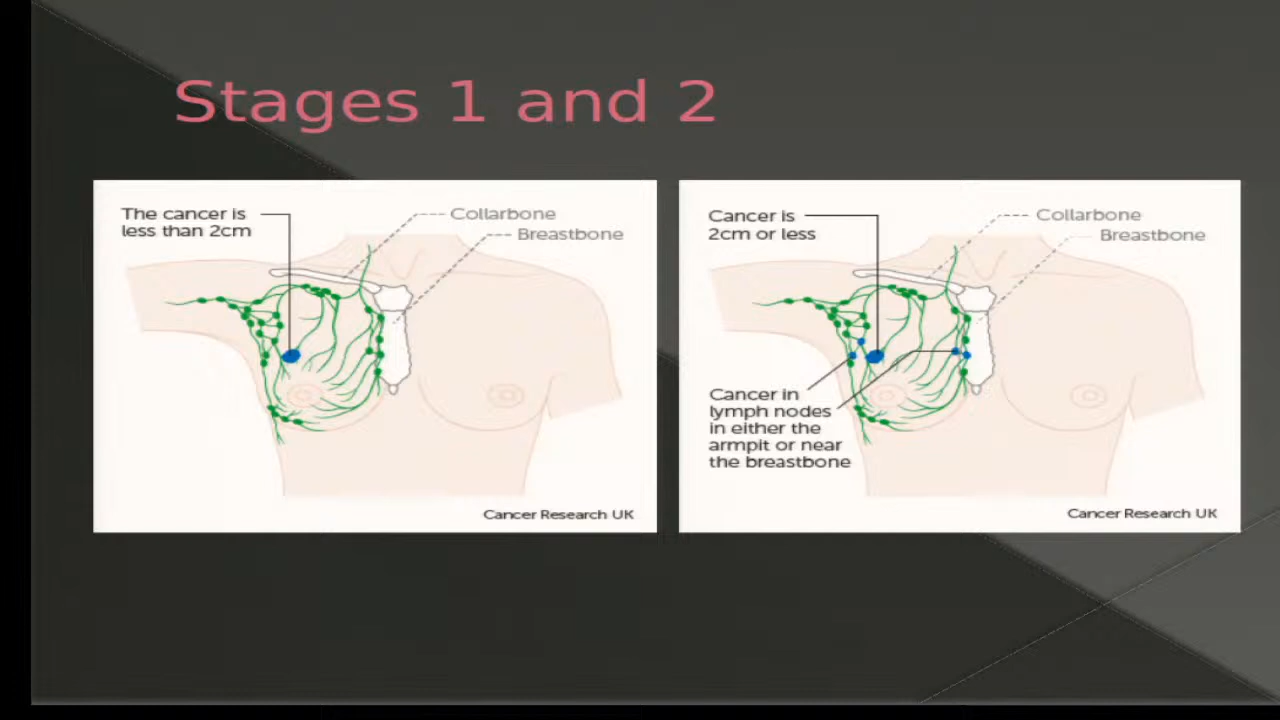 Stages 1 and 2
The cancer is
less than 2cm
Collarbone
Breastbone
Cancer Research UK
Cancer is
2cm or less
Collarbone
Breastbone
Cancer in
lymph nodes
in either the
armpit or near
the breastbone
Cancer Research UK